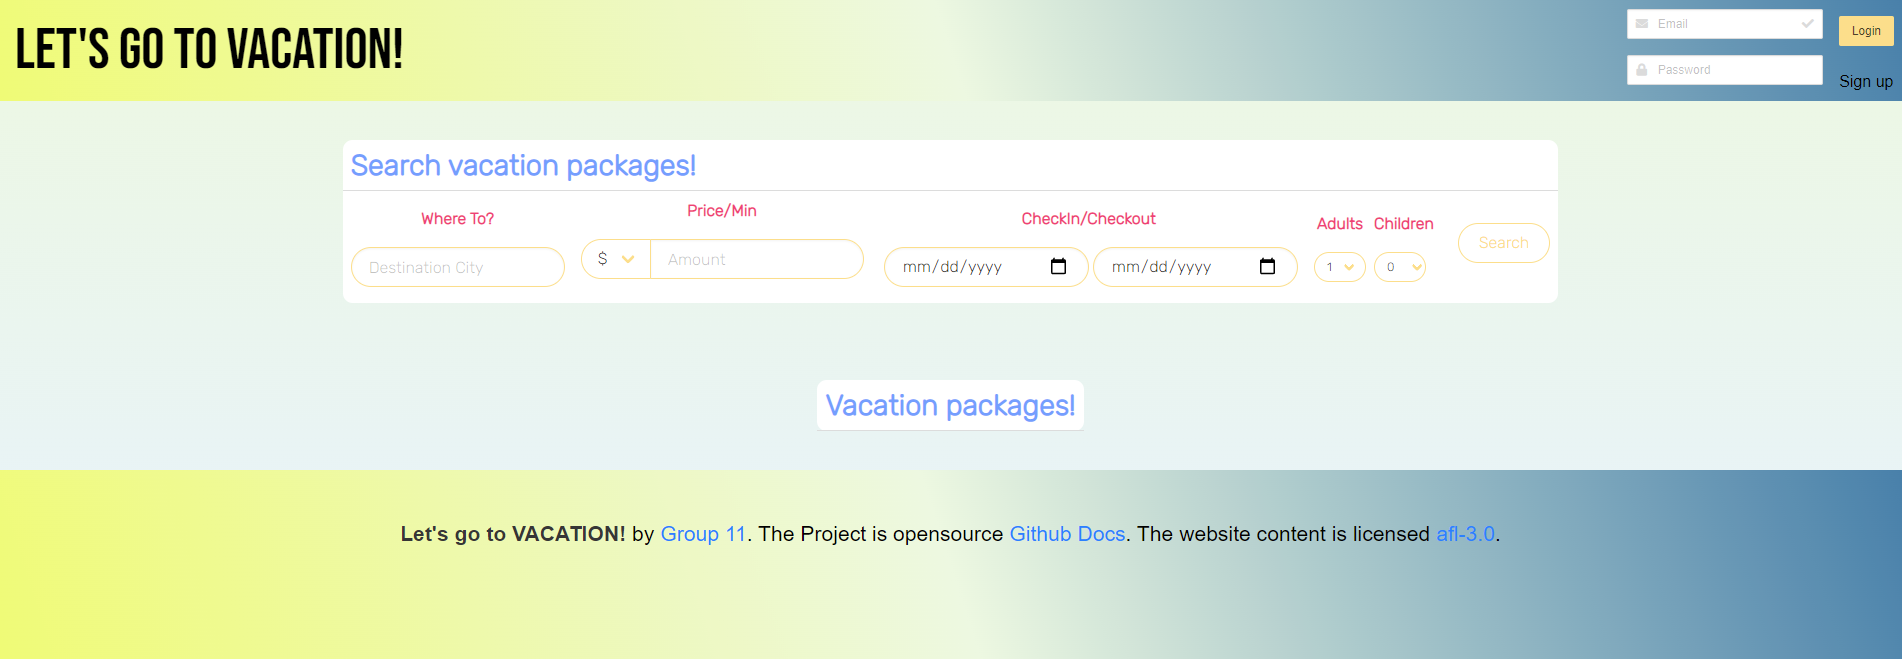 LET'S GO TO VACATION!
Email
Login
Password
Sign up
Search vacation packages!
Where To?
Price/Min
CheckIn/Checkout
Adults Children
Destination City
$ Amount
mm/dd/yyyy
mm/dd/yyyy
1
0
Search
Vacation packages!
Let's go to VACATION! by Group 11. The Project is opensource Github Docs. The website content is licensed afl-3.0.